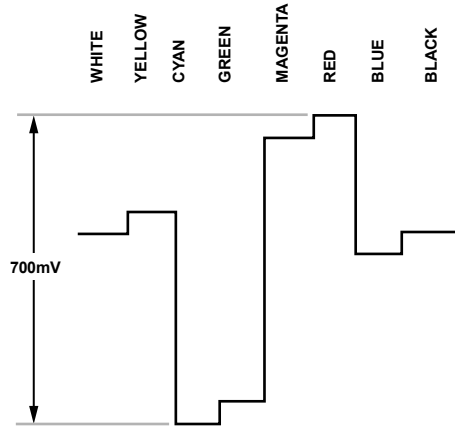 WHITE
YELLOW
CYAN
GREEN
MAGENTA
RED
BLUE
BLACK
700mV